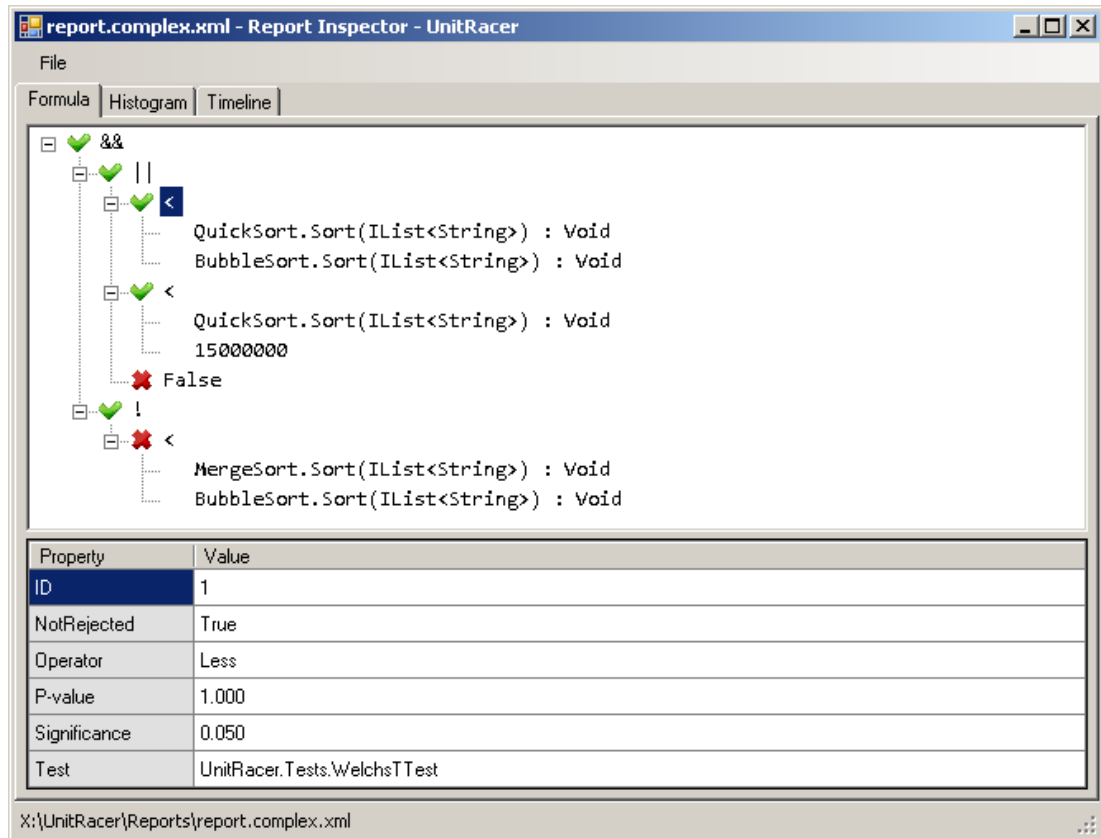 report.complex.xml - Report Inspector - UnitRacer
File
Formula Histogram Timeline
&&
||
<
QuickSort.Sort(IList<String>) : Void
BubbleSort.Sort(IList<String>) : Void
<
QuickSort.Sort(IList<String>) : Void
15000000
False
!
<
MergeSort.Sort(IList<String>) : Void
BubbleSort.Sort(IList<String>) : Void
Property Value
ID 1
NotRejected True
Operator Less
P-value 1.000
Significance 0.050
Test UnitRacer.Tests.WelchsTTest
X:\UnitRacer\Reports\report.complex.xml